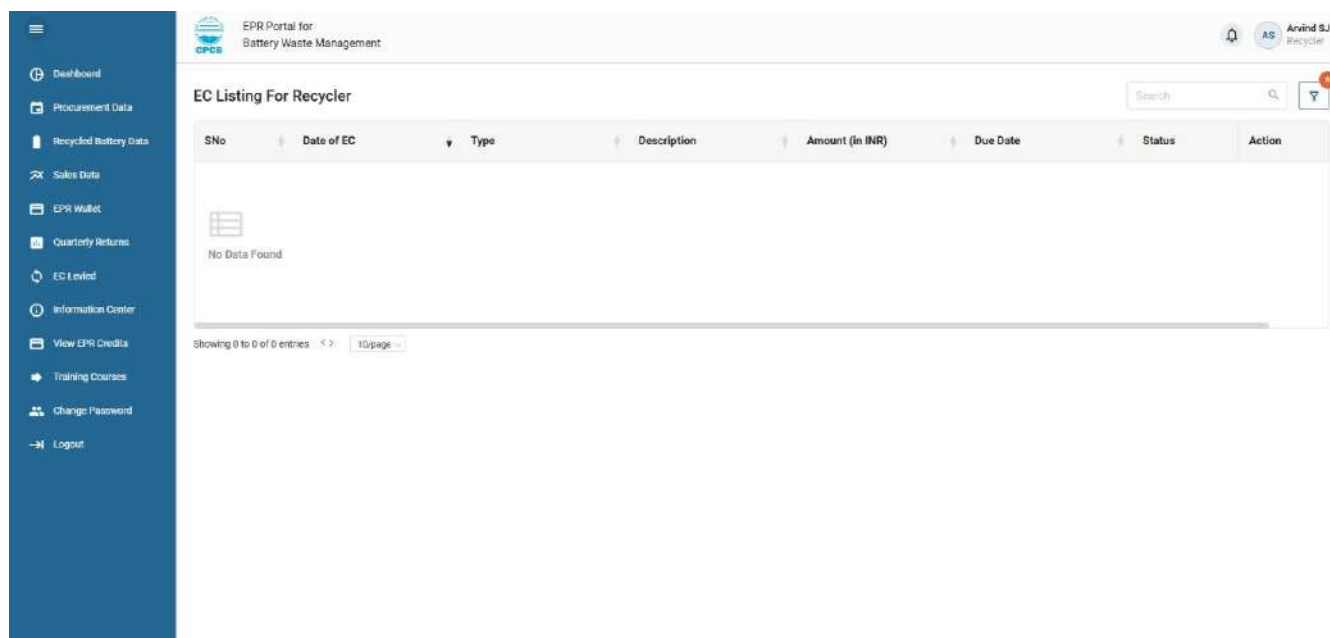 EPR Portal for
Battery Waste Management
CPCB
AS
Arvind S.
Recycler
Dashboard
Procurement Data
Recycled Battery Data
Sales Data
EPR Wallet
Quarterly Returns
EC Levied
Information Center
View EPR Credits
Training Courses
Change Password
Logout
EC Listing For Recycler
Search
SNo Date of EC Type Description Amount (in INR) Due Date Status Action
No Data Found
Showing 0 to 0 of 0 entries < > 10/page